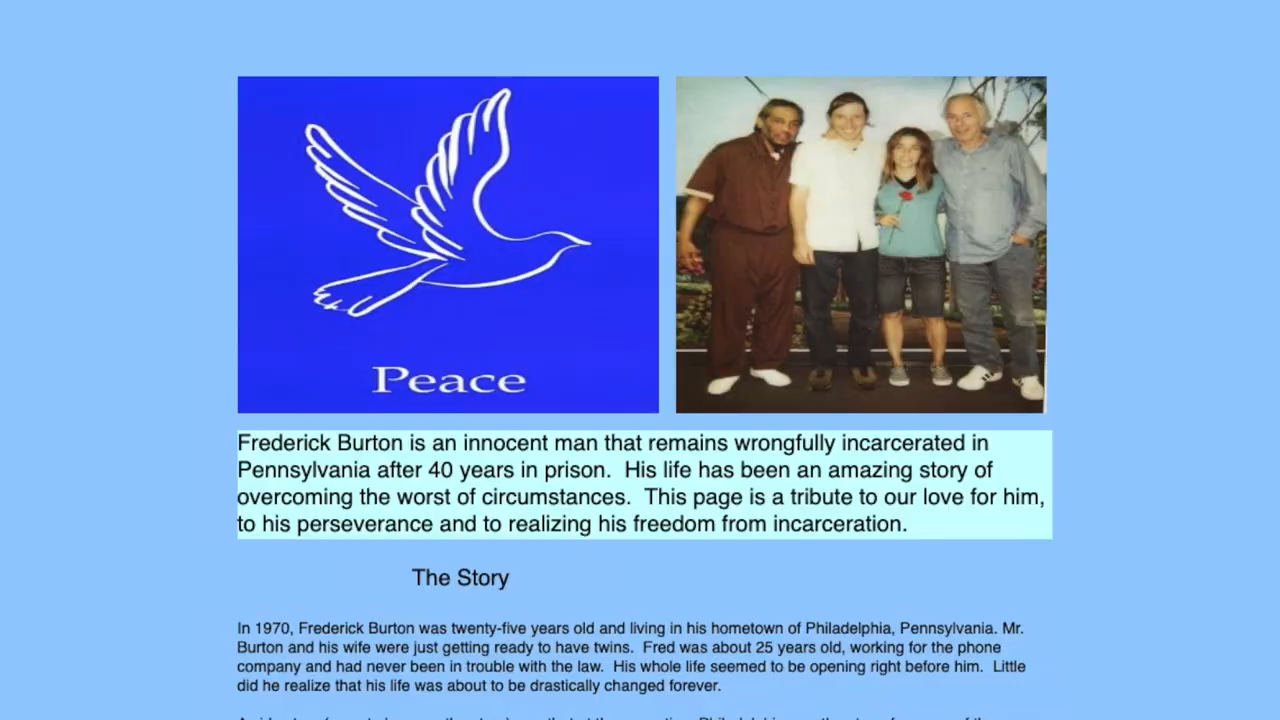 Peace
Frederick Burton is an innocent man that remains wrongfully incarcerated in
Pennsylvania after 40 years in prison.  His life has been an amazing story of
overcoming the worst of circumstances.  This page is a tribute to our love for him,
to his perseverance and to realizing his freedom from incarceration.
The Story
In 1970, Frederick Burton was twenty-five years old and living in his hometown of Philadelphia, Pennsylvania. Mr.
Burton and his wife were just getting ready to have twins.  Fred was about 25 years old, working for the phone
company and had never been in trouble with the law.  His whole life seemed to be opening right before him.  Little
did he realize that his life was about to be drastically changed forever.